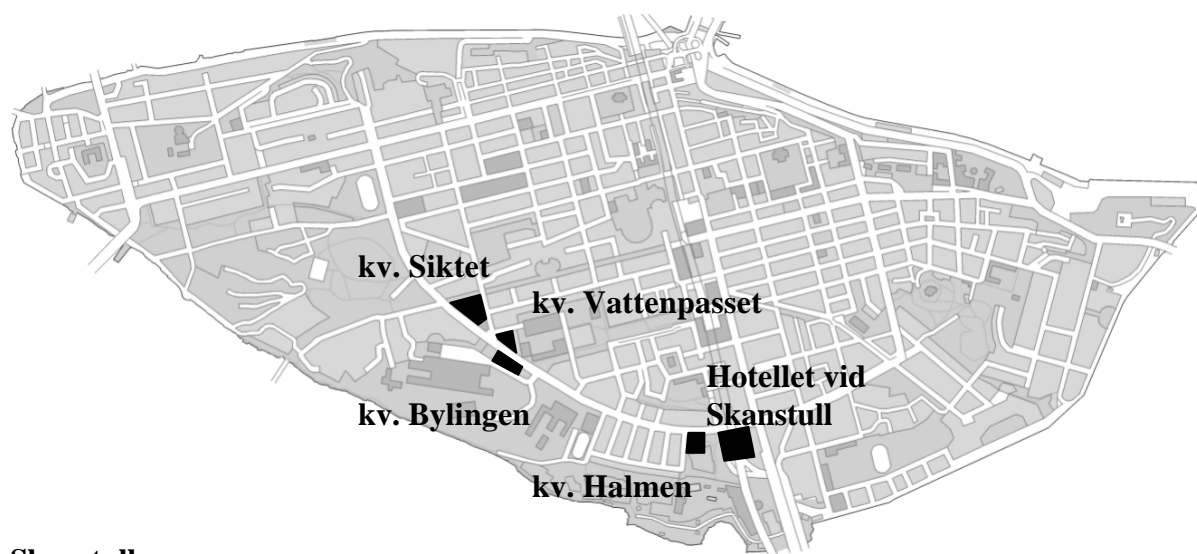 kv. Siktet
kv. Vattenpasset
Hotellet vid
Skanstull
kv. Bylingen
kv. Halmen